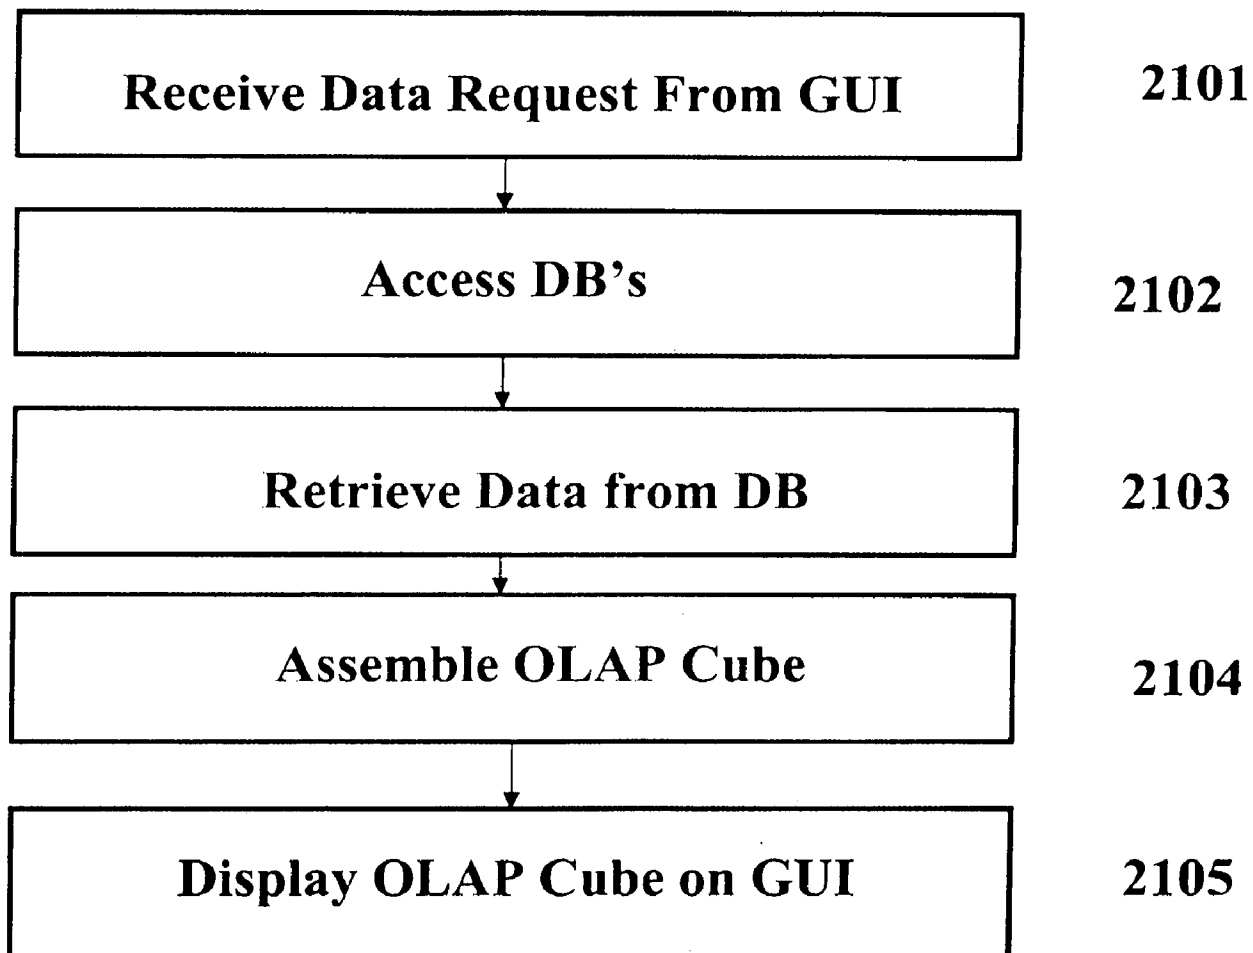 Receive Data Request From GUI 2101
Access DB's 2102
Retrieve Data from DB 2103
Assemble OLAP Cube 2104
Display OLAP Cube on GUI 2105